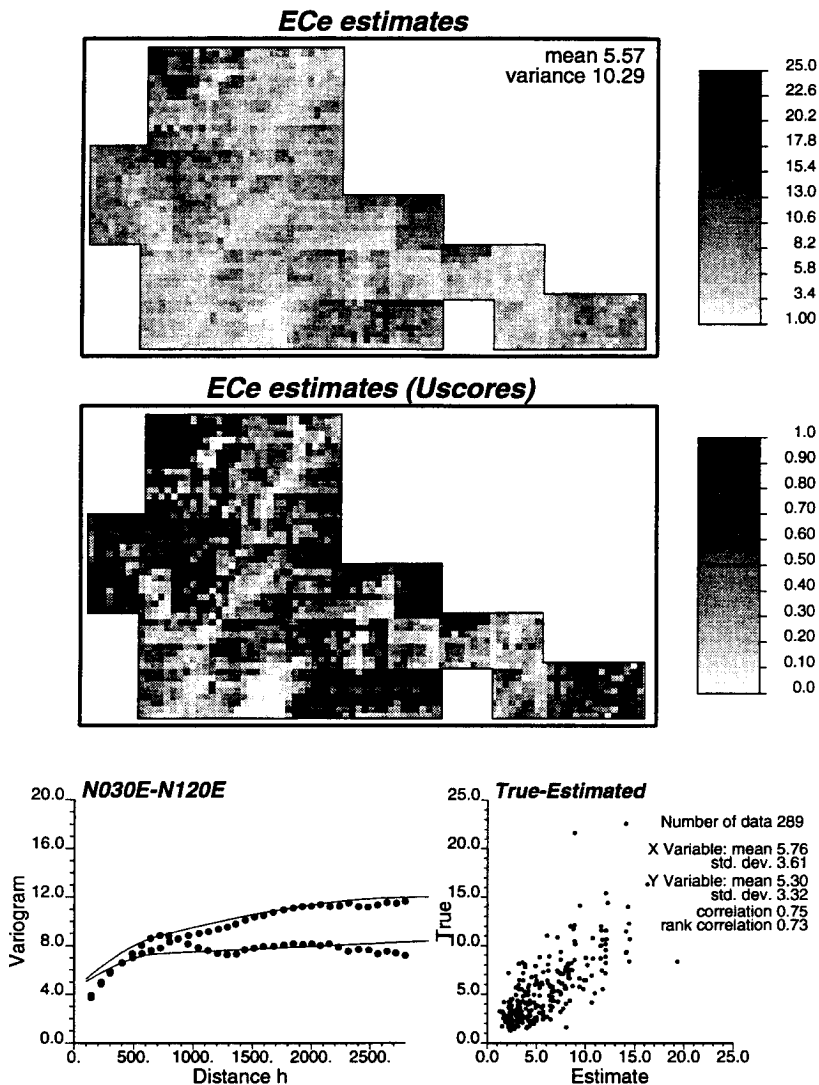 ECe estimates
mean 5.57
variance 10.29
25.0
22.6
20.2
17.8
15.4
13.0
10.6
8.2
5.8
3.4
1.00
ECe estimates (Uscores)
1.0
0.90
0.80
0.70
0.60
0.50
0.40
0.30
0.20
0.10
0.0
N030E-N120E
20.0
16.0
12.0
8.0
4.0
0.0
Variogram
0. 500. 1000. 1500. 2000. 2500.
Distance h
True-Estimated
25.0
20.0
15.0
10.0
5.0
0.0
True
Number of data 289
X Variable: mean 5.76
std. dev. 3.61
Y Variable: mean 5.30
std. dev. 3.32
correlation 0.75
rank correlation 0.73
0.0 5.0 10.0 15.0 20.0 25.0
Estimate